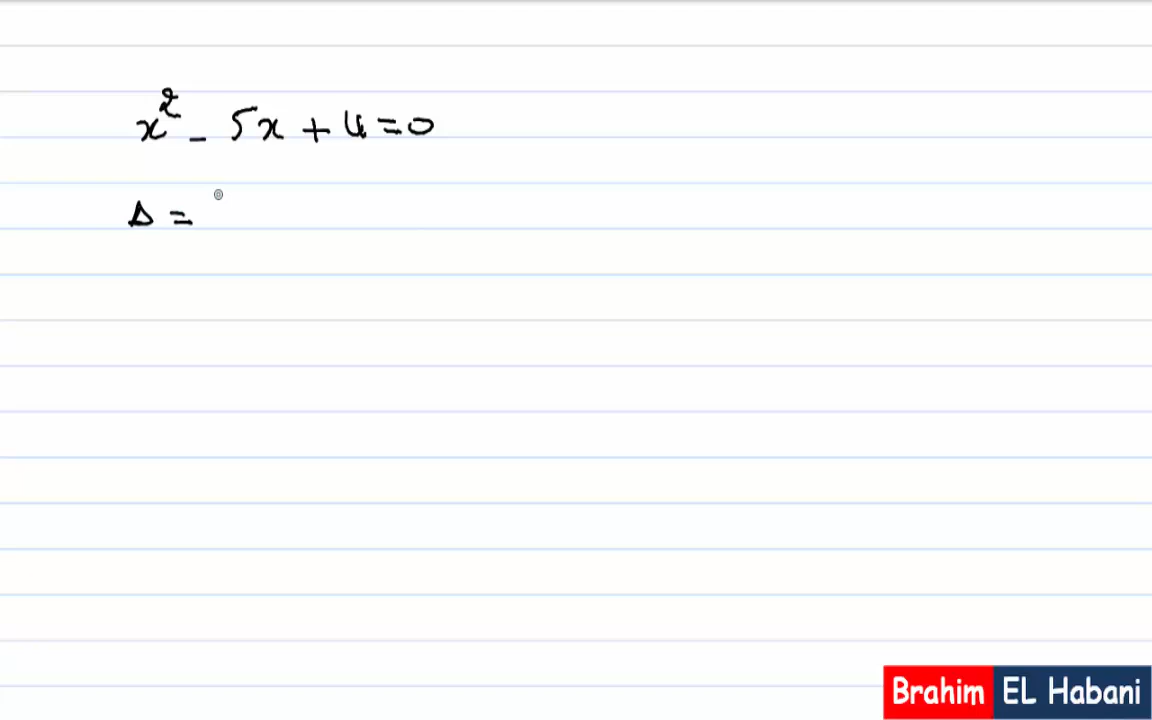 x² - 5x + 4 = 0
Δ =
Brahim EL Habani